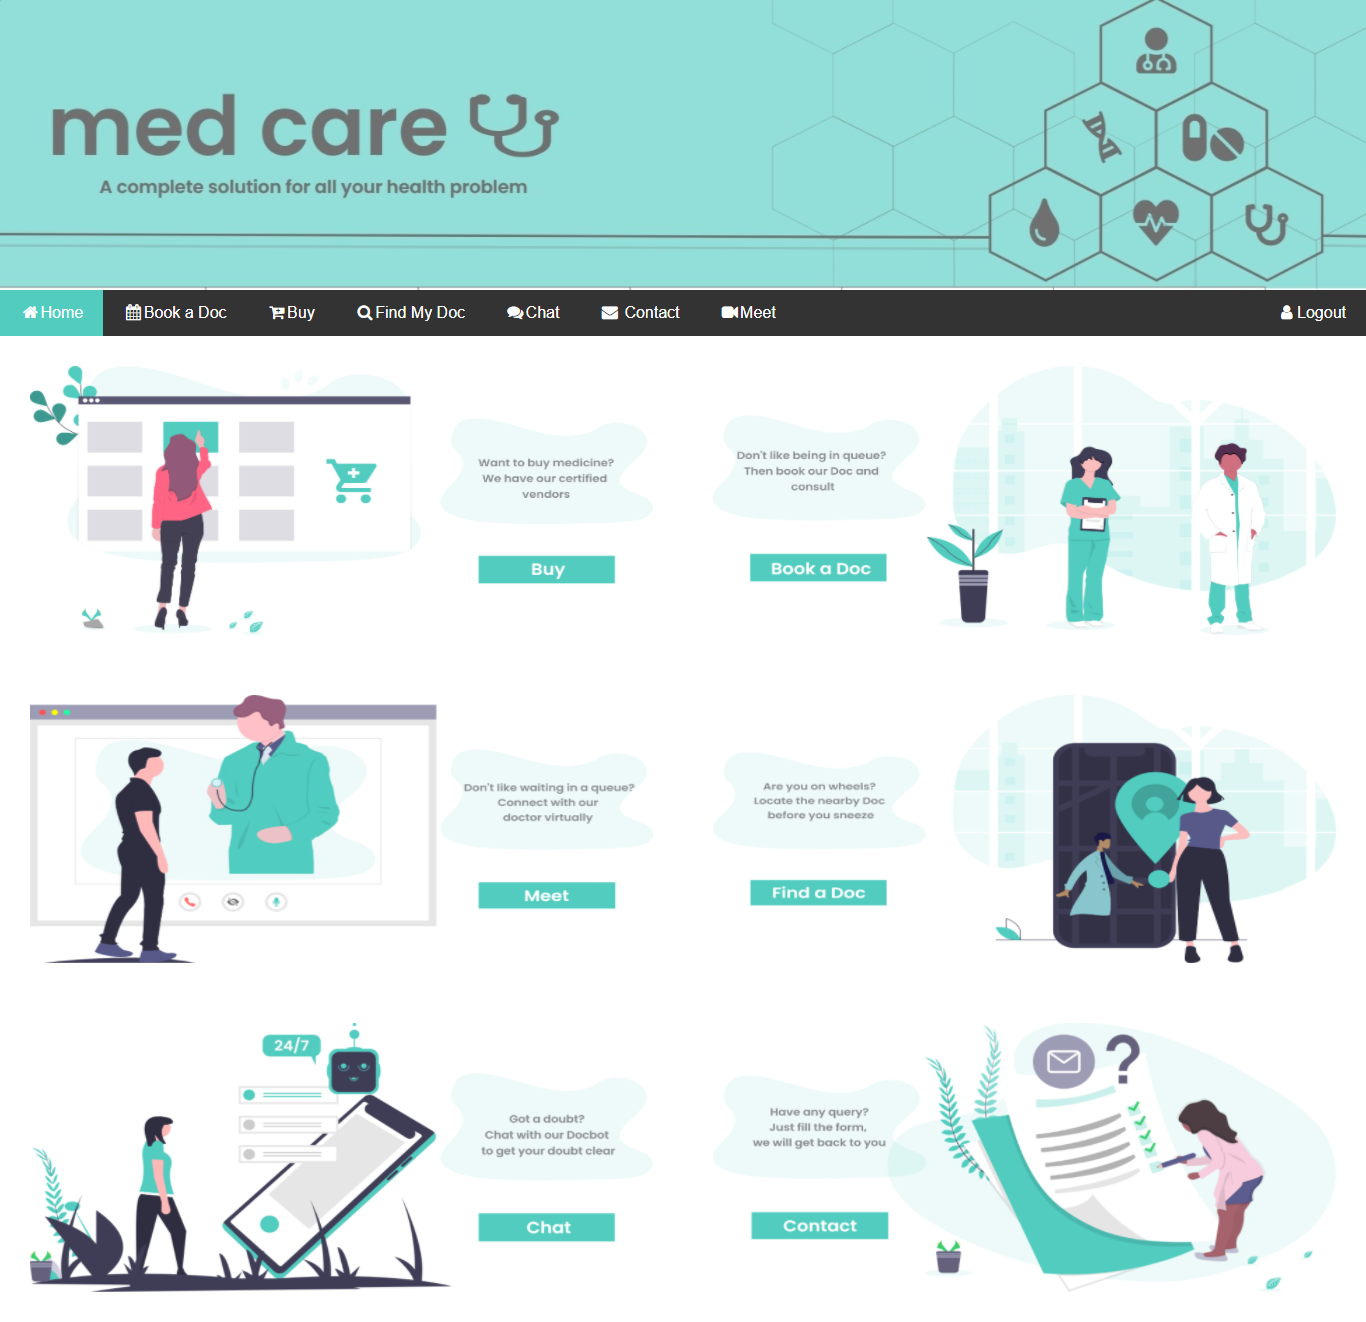 med care
A complete solution for all your health problem
Home Book a Doc Buy Find My Doc Chat Contact Meet Logout
Want to buy medicine?
We have our certified
vendors
Buy
Don't like being in queue?
Then book our Doc and
consult
Book a Doc
Don't like waiting in a queue?
Connect with our
doctor virtually
Meet
Are you on wheels?
Locate the nearby Doc
before you sneeze
Find a Doc
24/7
Got a doubt?
Chat with our Docbot
to get your doubt clear
Chat
Have any query?
Just fill the form,
we will get back to you
Contact
?